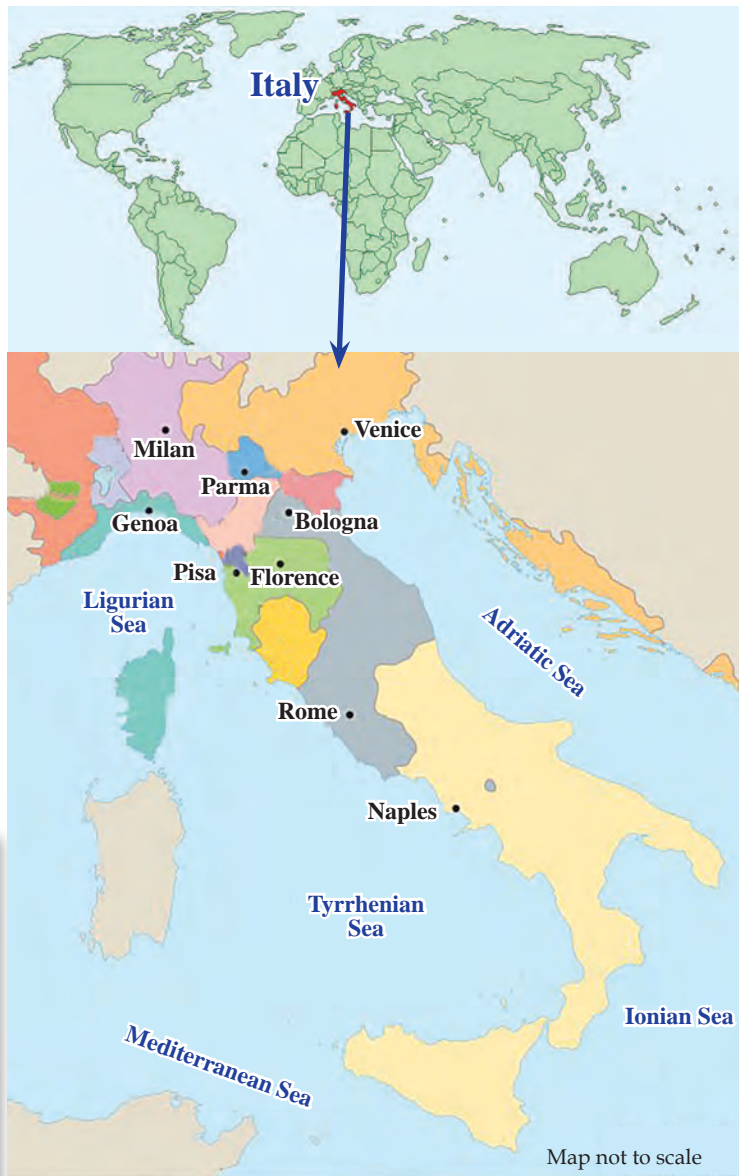 Italy
Milan
Venice
Parma
Genoa
Bologna
Pisa
Florence
Ligurian
Sea
Adriatic Sea
Rome
Naples
Tyrrhenian
Sea
Ionian Sea
Mediterranean Sea
Map not to scale